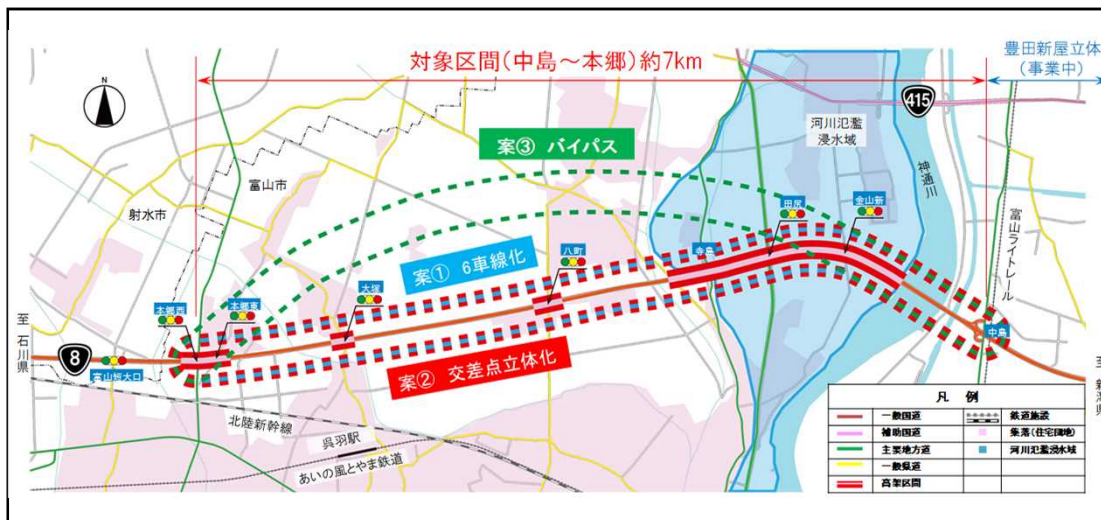 対象区間(中島～本郷)約7km
豊田新屋立体
(事業中)
N
415
案③ バイパス
河川氾濫
浸水域
神通川
富山市
射水市
田尻
金山新
富山ライトレール
案① 6車線化
八町
寺島
大塚
本郷西
本郷東
中島
至 石川県
8
富山短大口
案② 交差点立体化
至 新潟県
北陸新幹線
呉羽駅
あいの風とやま鉄道
凡 例
一般国道
鉄道施設
補助国道
集落(住宅団地)
主要地方道
河川氾濫浸水域
一般県道
高架区間